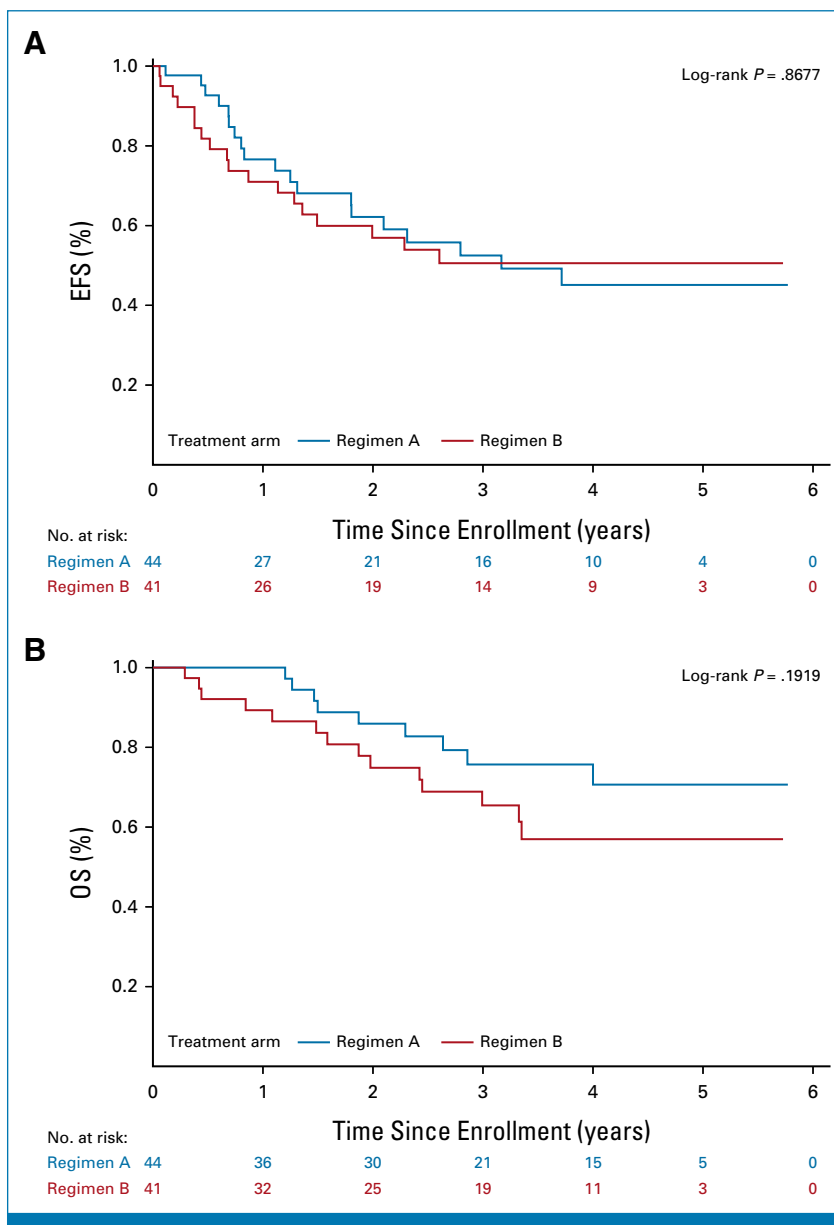 A
1.0
0.8
0.6
0.4
0.2
EFS (%)
Log-rank P = .8677
Treatment arm Regimen A Regimen B
0 1 2 3 4 5 6
Time Since Enrollment (years)
No. at risk:
Regimen A 44 27 21 16 10 4 0
Regimen B 41 26 19 14 9 3 0
B
1.0
0.8
0.6
0.4
0.2
OS (%)
Log-rank P = .1919
Treatment arm Regimen A Regimen B
0 1 2 3 4 5 6
Time Since Enrollment (years)
No. at risk:
Regimen A 44 36 30 21 15 5 0
Regimen B 41 32 25 19 11 3 0